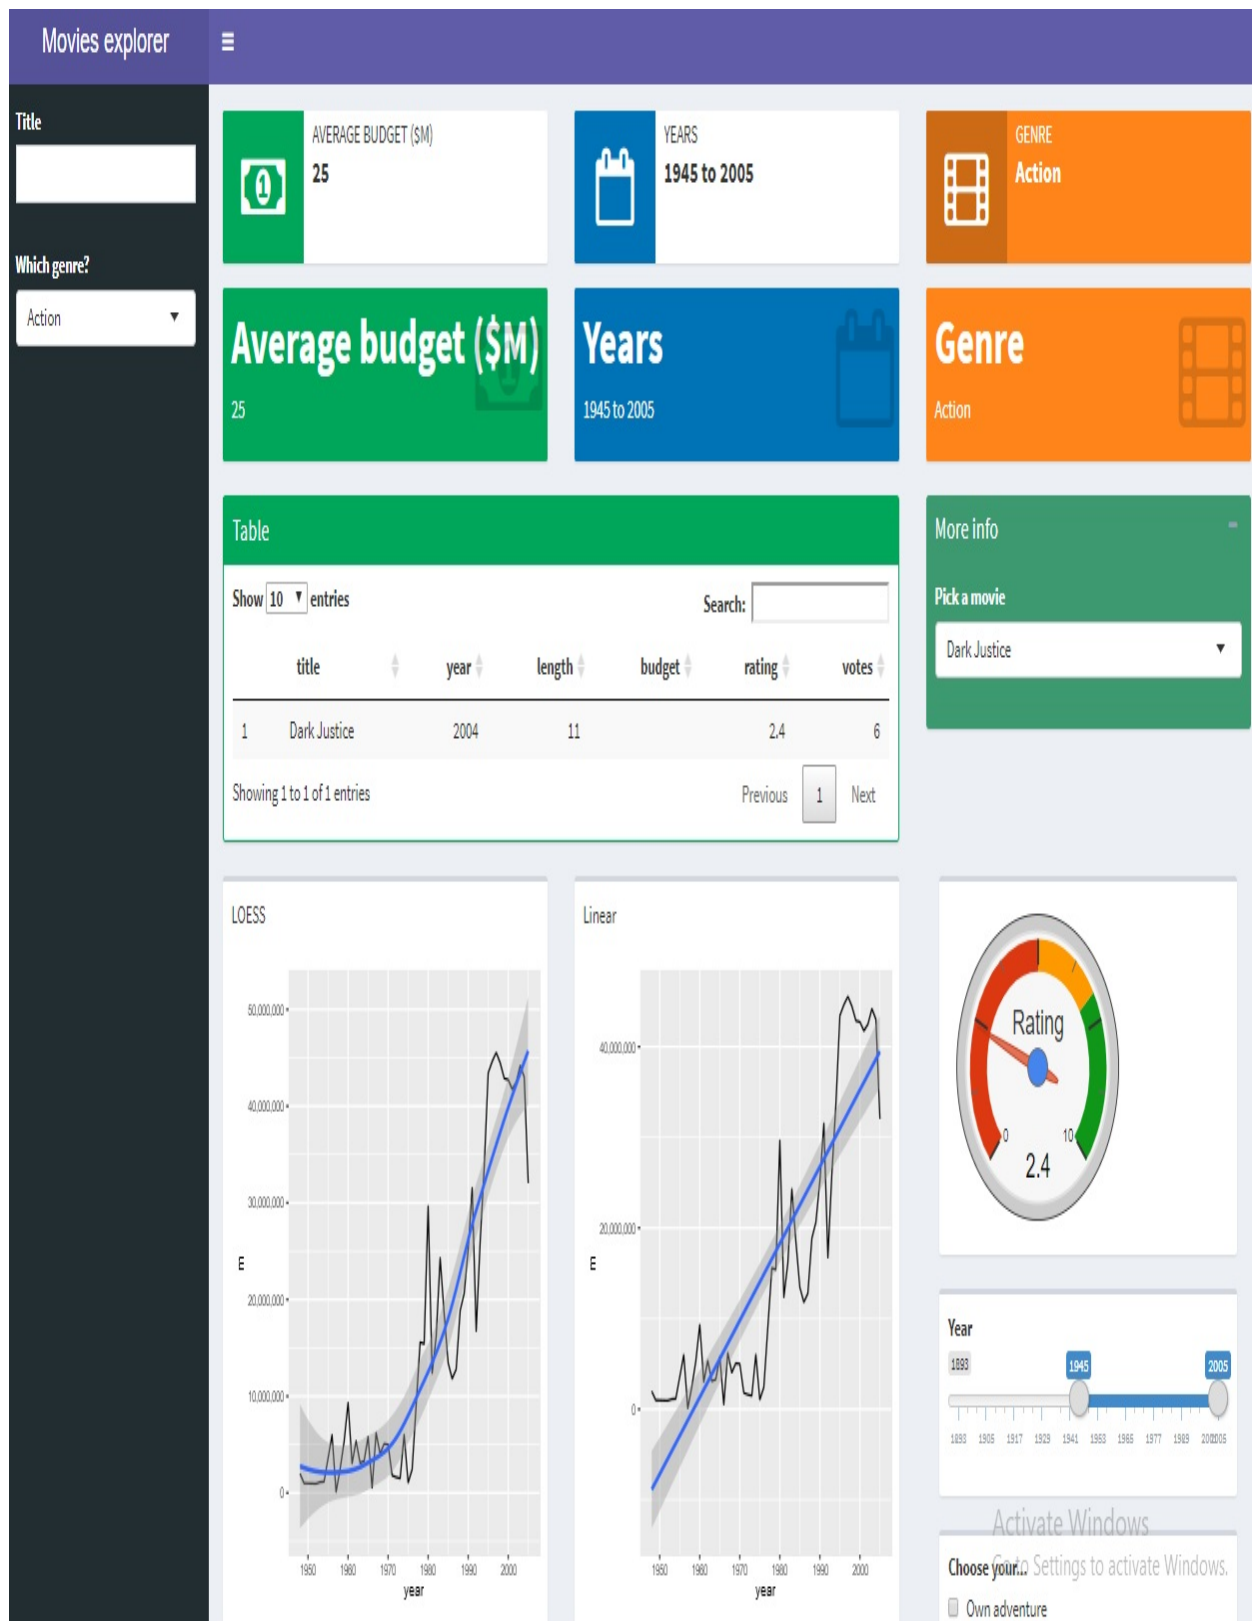 Movies explorer
Title
Which genre?
Action
AVERAGE BUDGET ($M)
25
YEARS
1945 to 2005
GENRE
Action
Average budget ($M)
25
Years
1945 to 2005
Genre
Action
Table
Show 10 entries
Search:
title year length budget rating votes
1 Dark Justice 2004 11 2.4 6
Showing 1 to 1 of 1 entries
Previous 1 Next
More info
Pick a movie
Dark Justice
LOESS
50,000,000
40,000,000
30,000,000
20,000,000
10,000,000
0
m
1950 1960 1970 1980 1990 2000
year
Linear
40,000,000
20,000,000
0
m
1950 1960 1970 1980 1990 2000
year
Rating
0 10
2.4
Year
1893 1945 2005
1893 1905 1917 1929 1941 1953 1965 1977 1989 2005
Activate Windows
Go to Settings to activate Windows.
Choose your...
Own adventure